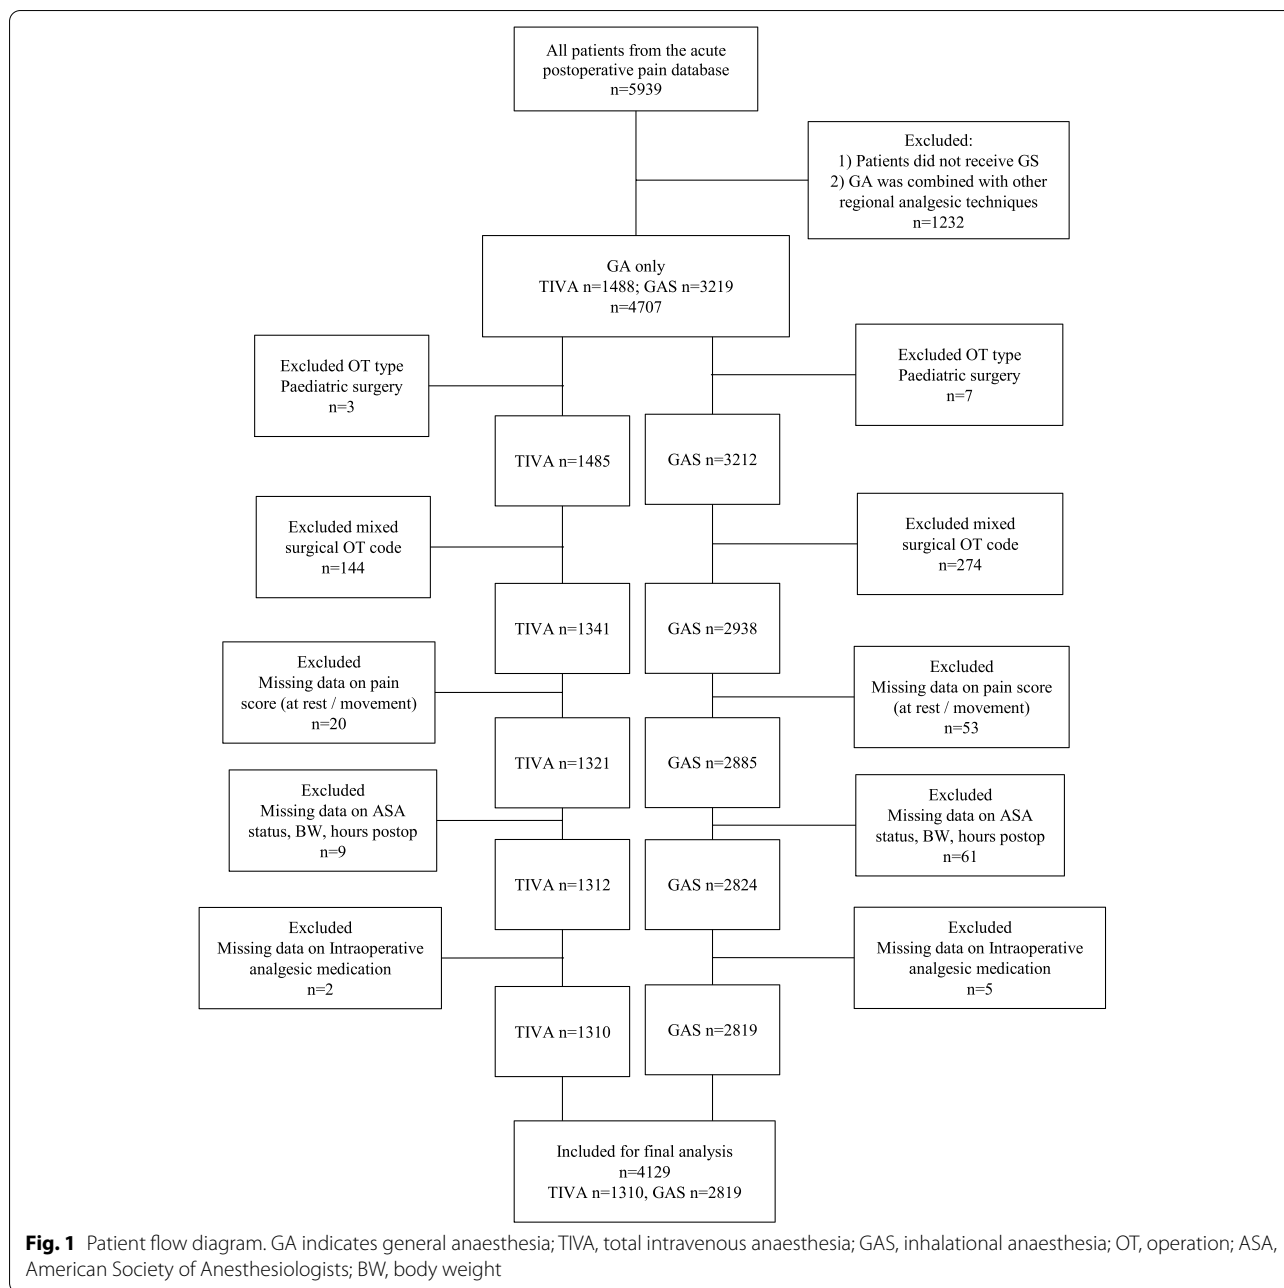 All patients from the acute
postoperative pain database
n=5939
Excluded:
1) Patients did not receive GS
2) GA was combined with other
regional analgesic techniques
n=1232
GA only
TIVA n=1488; GAS n=3219
n=4707
Excluded OT type
Paediatric surgery
n=3
Excluded OT type
Paediatric surgery
n=7
TIVA n=1485
GAS n=3212
Excluded mixed
surgical OT code
n=144
Excluded mixed
surgical OT code
n=274
TIVA n=1341
GAS n=2938
Excluded
Missing data on pain
score (at rest / movement)
n=20
Excluded
Missing data on pain score
(at rest / movement)
n=53
TIVA n=1321
GAS n=2885
Excluded
Missing data on ASA
status, BW, hours postop
n=9
Excluded
Missing data on ASA
status, BW, hours postop
n=61
TIVA n=1312
GAS n=2824
Excluded
Missing data on Intraoperative
analgesic medication
n=2
Excluded
Missing data on Intraoperative
analgesic medication
n=5
TIVA n=1310
GAS n=2819
Included for final analysis
n=4129
TIVA n=1310, GAS n=2819
Fig. 1 Patient flow diagram. GA indicates general anaesthesia; TIVA, total intravenous anaesthesia; GAS, inhalational anaesthesia; OT, operation; ASA,
American Society of Anesthesiologists; BW, body weight